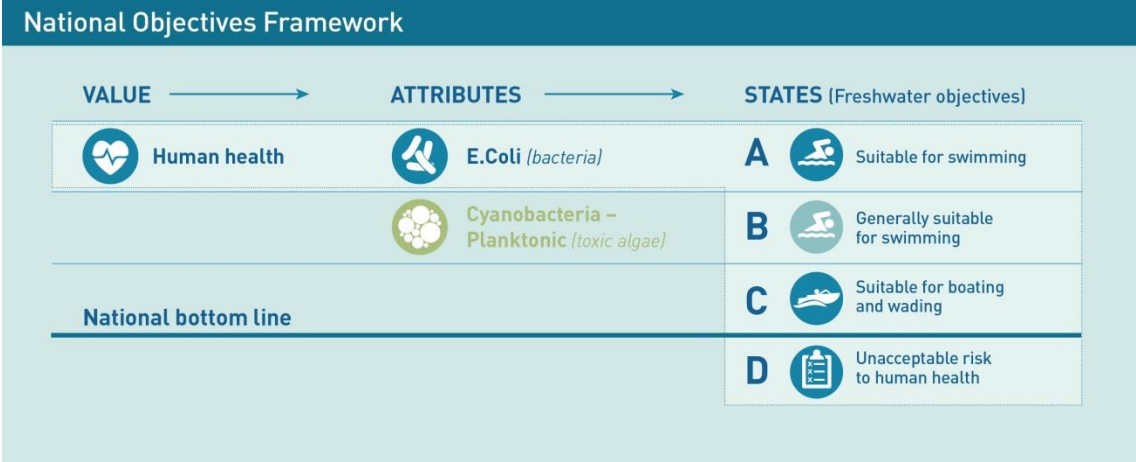 National Objectives Framework
VALUE
ATTRIBUTES
STATES (Freshwater objectives)
Human health
E.Coli (bacteria)
A
Suitable for swimming
Cyanobacteria –
Planktonic (toxic algae)
B
Generally suitable
for swimming
C
Suitable for boating
and wading
National bottom line
D
Unacceptable risk
to human health